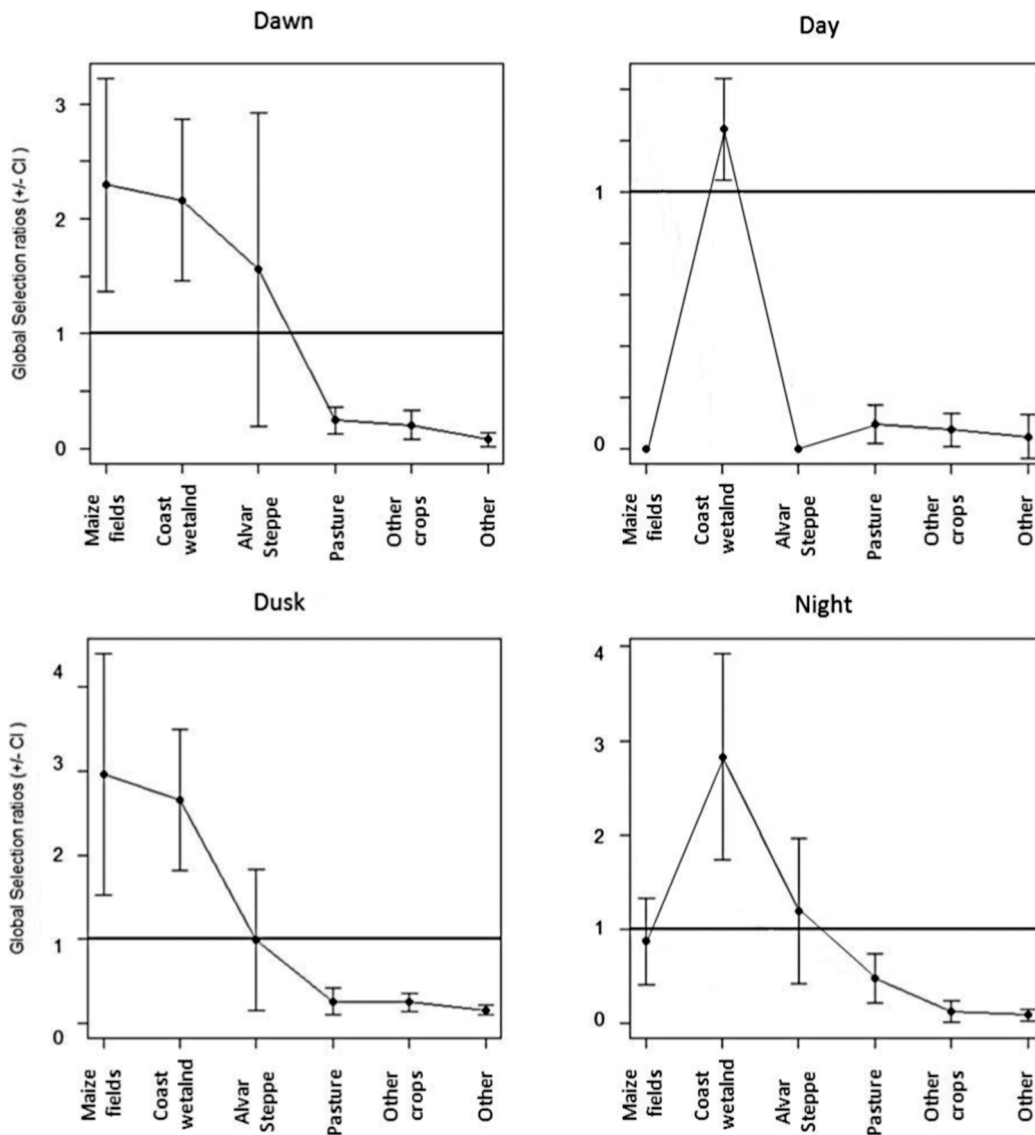 Dawn
Global Selection ratios (+/- CI )
3
2
1
0
Maize
fields
Coast
wetalnd
Alvar
Steppe
Pasture
Other
crops
Other
Day
1
0
Maize
fields
Coast
wetalnd
Alvar
Steppe
Pasture
Other
crops
Other
Dusk
Global Selection ratios (+/- CI )
4
3
2
1
0
Maize
fields
Coast
wetalnd
Alvar
Steppe
Pasture
Other
crops
Other
Night
4
3
2
1
0
Maize
fields
Coast
wetalnd
Alvar
Steppe
Pasture
Other
crops
Other